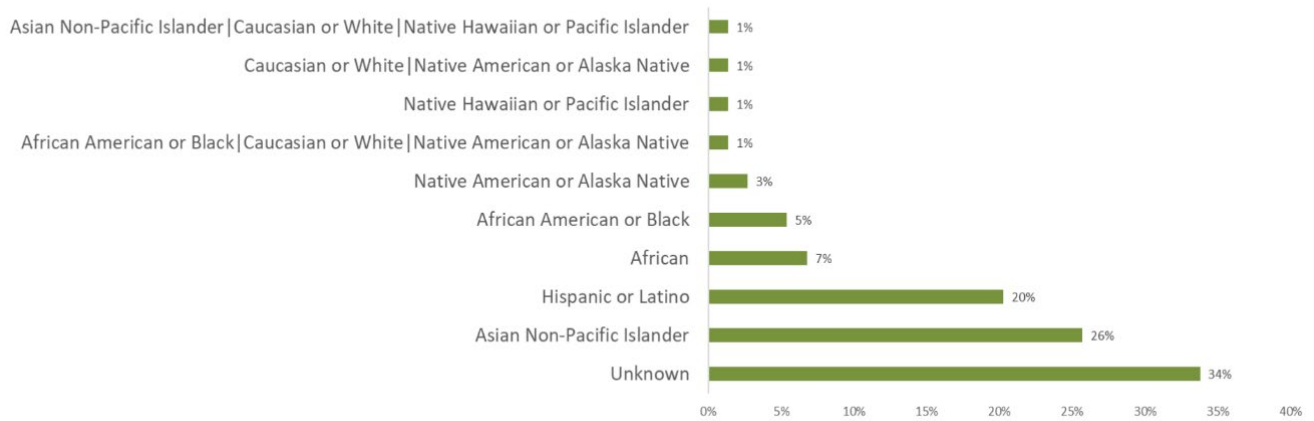 Asian Non-Pacific Islander|Caucasian or White|Native Hawaiian or Pacific Islander 1%
Caucasian or White|Native American or Alaska Native 1%
Native Hawaiian or Pacific Islander 1%
African American or Black|Caucasian or White|Native American or Alaska Native 1%
Native American or Alaska Native 3%
African American or Black 5%
African 7%
Hispanic or Latino 20%
Asian Non-Pacific Islander 26%
Unknown 34%
0% 5% 10% 15% 20% 25% 30% 35% 40%